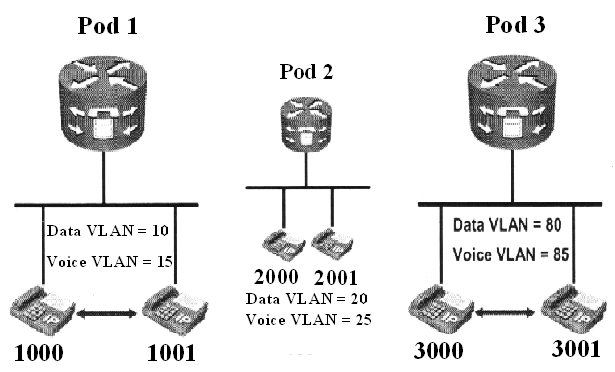 Pod 1
Pod 2
Pod 3
Data VLAN = 10
Voice VLAN = 15
1000
1001
2000
2001
Data VLAN = 20
Voice VLAN = 25
Data VLAN = 80
Voice VLAN = 85
3000
3001